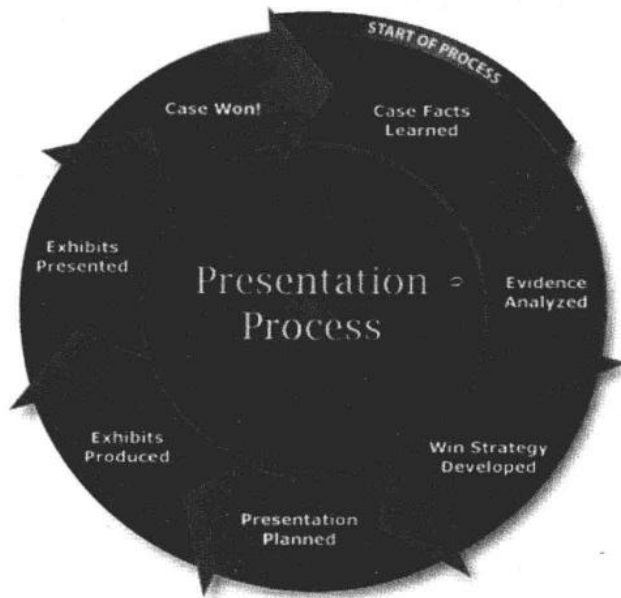 START OF PROCESS
Case Facts
Learned
Evidence
Analyzed
Win Strategy
Developed
Presentation
Planned
Exhibits
Produced
Exhibits
Presented
Case Won!
Presentation
Process